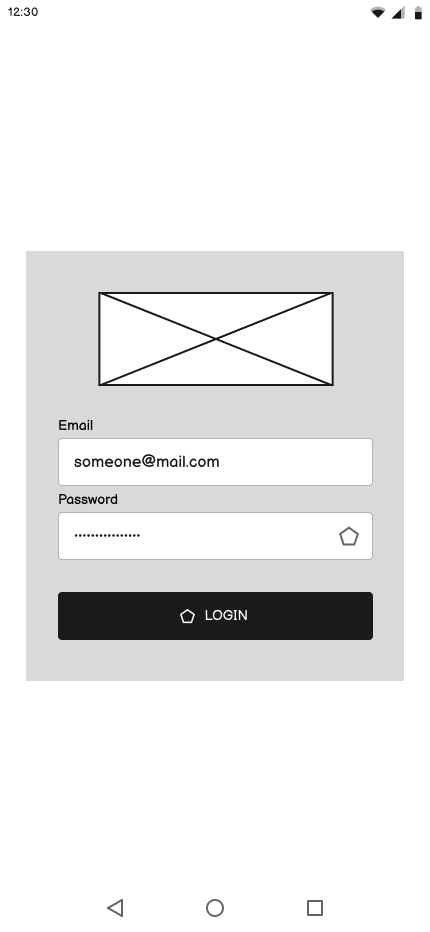 12:30
Email
someone@mail.com
Password
••••••••••••••••
LOGIN